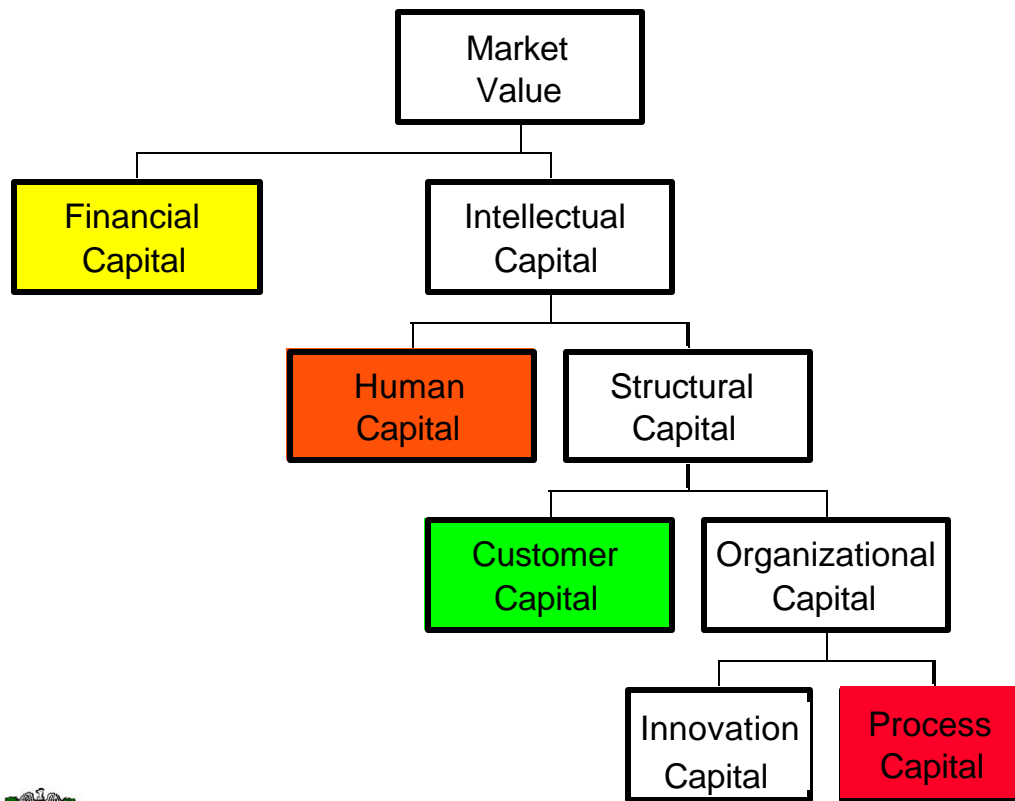 Market
Value
Financial
Capital
Intellectual
Capital
Human
Capital
Structural
Capital
Customer
Capital
Organizational
Capital
Innovation
Capital
Process
Capital